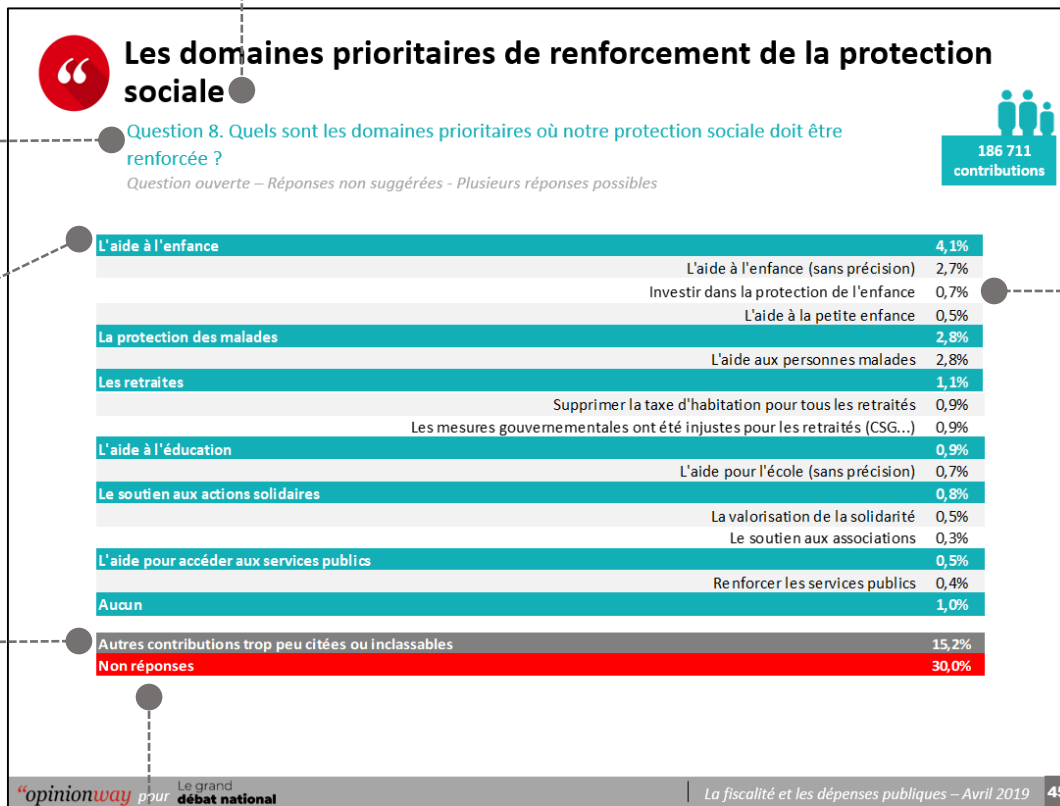 Les domaines prioritaires de renforcement de la protection
sociale
Question 8. Quels sont les domaines prioritaires où notre protection sociale doit être
renforcée ?
Question ouverte – Réponses non suggérées - Plusieurs réponses possibles
186 711
contributions
L'aide à l'enfance 4,1%
L'aide à l'enfance (sans précision) 2,7%
Investir dans la protection de l'enfance 0,7%
L'aide à la petite enfance 0,5%
La protection des malades 2,8%
L'aide aux personnes malades 2,8%
Les retraites 1,1%
Supprimer la taxe d'habitation pour tous les retraités 0,9%
Les mesures gouvernementales ont été injustes pour les retraités (CSG...) 0,9%
L'aide à l'éducation 0,9%
L'aide pour l'école (sans précision) 0,7%
Le soutien aux actions solidaires 0,8%
La valorisation de la solidarité 0,5%
Le soutien aux associations 0,3%
L'aide pour accéder aux services publics 0,5%
Renforcer les services publics 0,4%
Aucun 1,0%
Autres contributions trop peu citées ou inclassables 15,2%
Non réponses 30,0%
“opinionway pour Le grand
débat national
La fiscalité et les dépenses publiques – Avril 2019